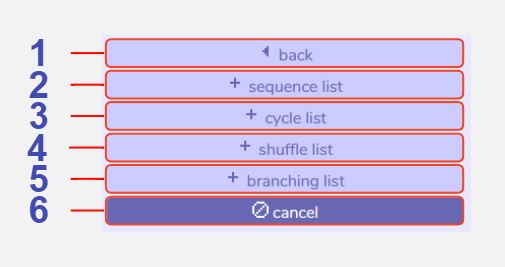 1 back
2 + sequence list
3 + cycle list
4 + shuffle list
5 + branching list
6 cancel